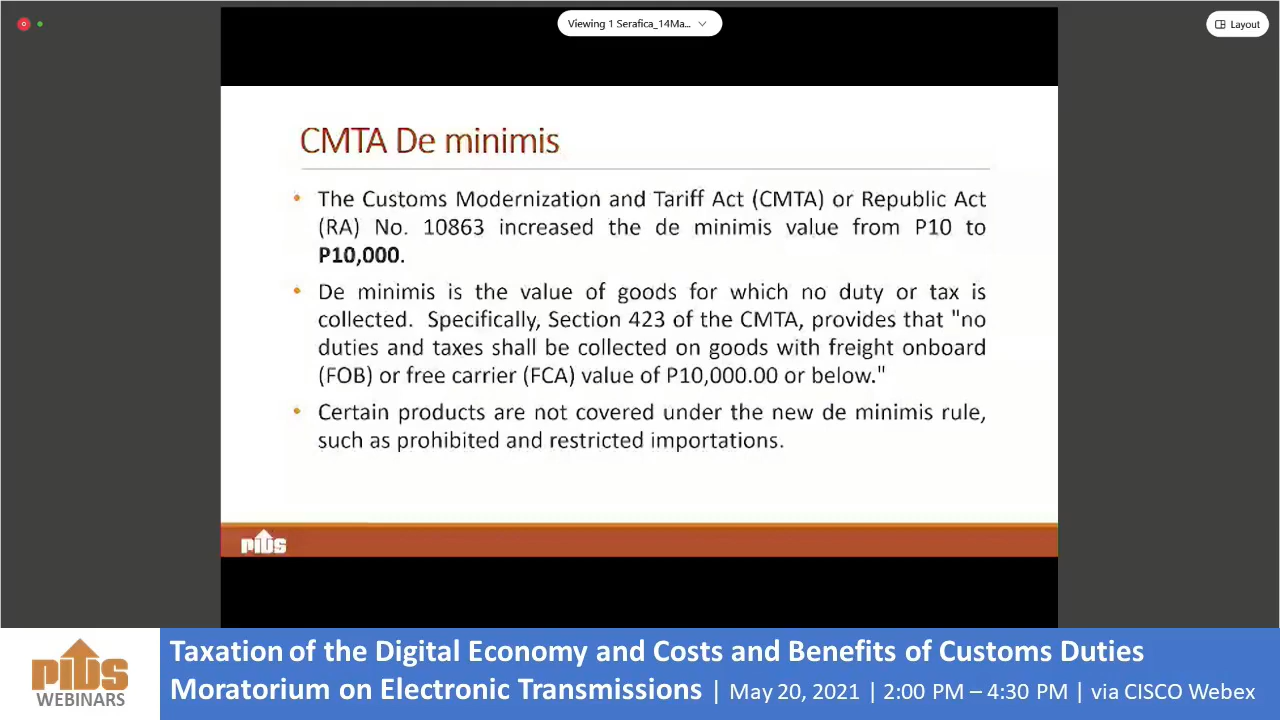 Viewing 1 Serafica_14Ma...
Layout
CMTA De minimis
• The Customs Modernization and Tariff Act (CMTA) or Republic Act
(RA) No. 10863 increased the de minimis value from P10 to
P10,000.
• De minimis is the value of goods for which no duty or tax is
collected. Specifically, Section 423 of the CMTA, provides that "no
duties and taxes shall be collected on goods with freight onboard
(FOB) or free carrier (FCA) value of P10,000.00 or below."
• Certain products are not covered under the new de minimis rule,
such as prohibited and restricted importations.
PIDS
PIDS
WEBINARS
Taxation of the Digital Economy and Costs and Benefits of Customs Duties
Moratorium on Electronic Transmissions | May 20, 2021 | 2:00 PM – 4:30 PM | via CISCO Webex